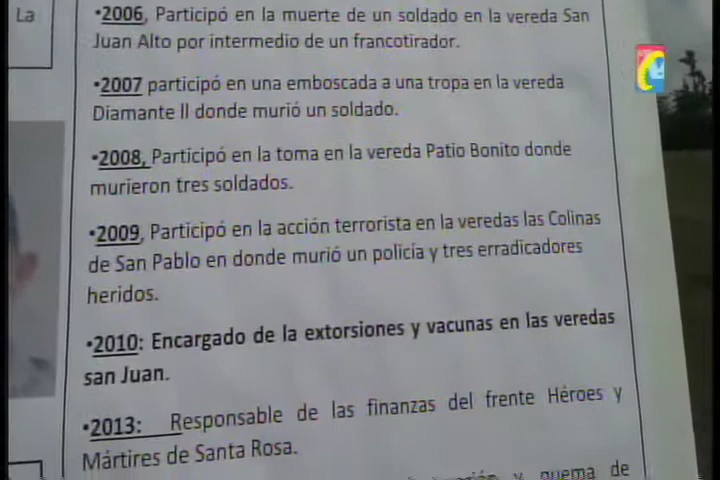 La
•2006, Participó en la muerte de un soldado en la vereda San
Juan Alto por intermedio de un francotirador.
•2007 participó en una emboscada a una tropa en la vereda
Diamante II donde murió un soldado.
•2008, Participó en la toma en la vereda Patio Bonito donde
murieron tres soldados.
•2009, Participó en la acción terrorista en la veredas las Colinas
de San Pablo en donde murió un policía y tres erradicadores
heridos.
•2010: Encargado de la extorsiones y vacunas en las veredas
san Juan.
•2013: Responsable de las finanzas del frente Héroes y
Mártires de Santa Rosa.
y quema de